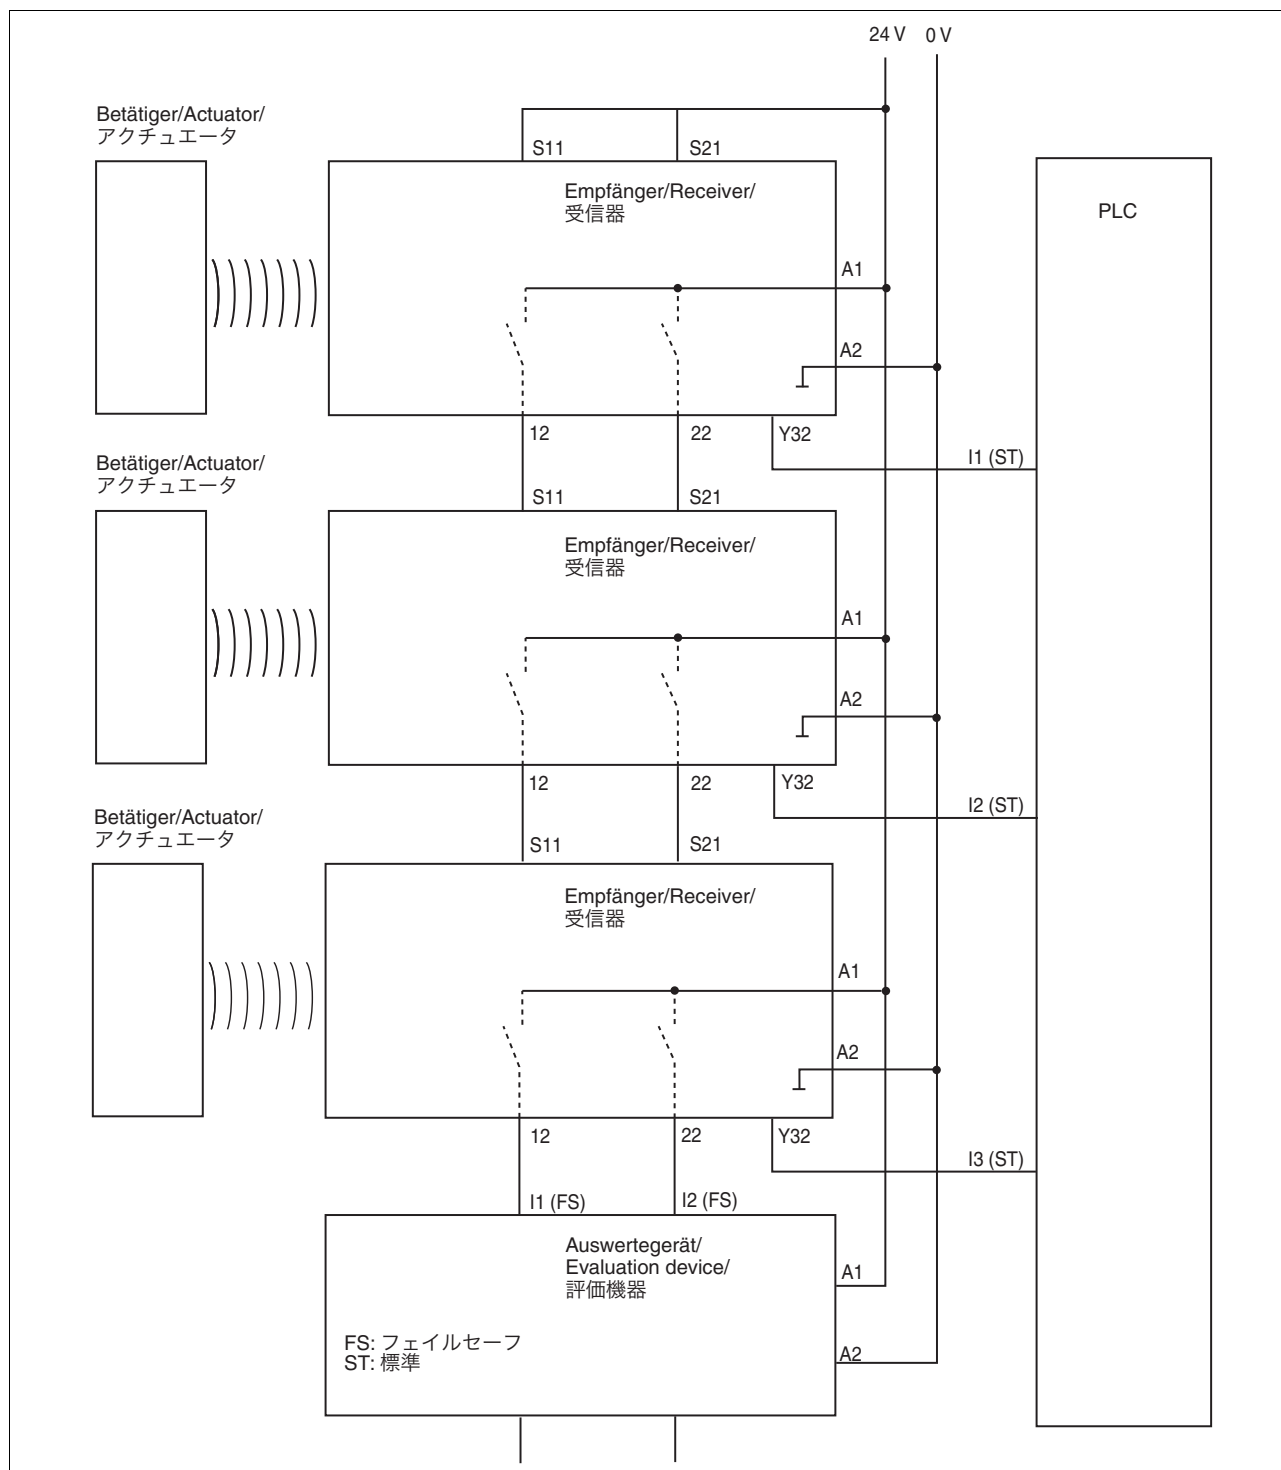 24 V 0 V
Betätiger/Actuator/
アクチュエータ
S11 S21
Empfänger/Receiver/
受信器
PLC
A1
A2
12 22 Y32
I1 (ST)
Betätiger/Actuator/
アクチュエータ
S11 S21
Empfänger/Receiver/
受信器
A1
A2
12 22 Y32
I2 (ST)
Betätiger/Actuator/
アクチュエータ
S11 S21
Empfänger/Receiver/
受信器
A1
A2
12 22 Y32
I3 (ST)
I1 (FS) I2 (FS)
Auswertegerät/
Evaluation device/
評価機器
A1
FS: フェイルセーフ
ST: 標準
A2